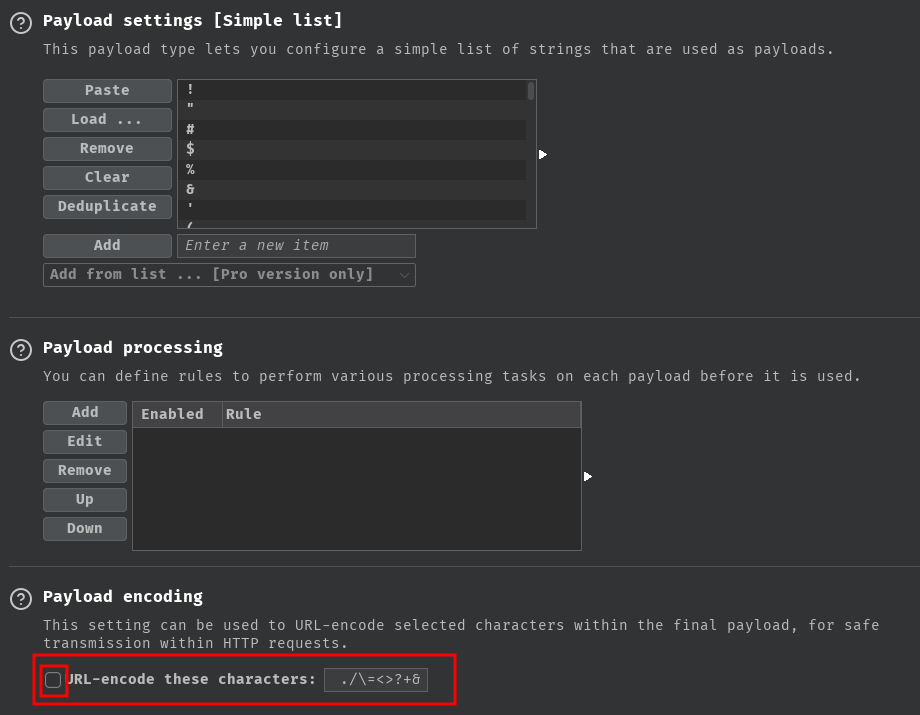 Payload settings [Simple list]
This payload type lets you configure a simple list of strings that are used as payloads.
Paste
Load ...
Remove
Clear
Deduplicate
!
"
#
$
%
&
'
(
Add
Enter a new item
Add from list ... [Pro version only]
Payload processing
You can define rules to perform various processing tasks on each payload before it is used.
Add
Edit
Remove
Up
Down
Enabled
Rule
Payload encoding
This setting can be used to URL-encode selected characters within the final payload, for safe
transmission within HTTP requests.
URL-encode these characters: ./\=<>?+&